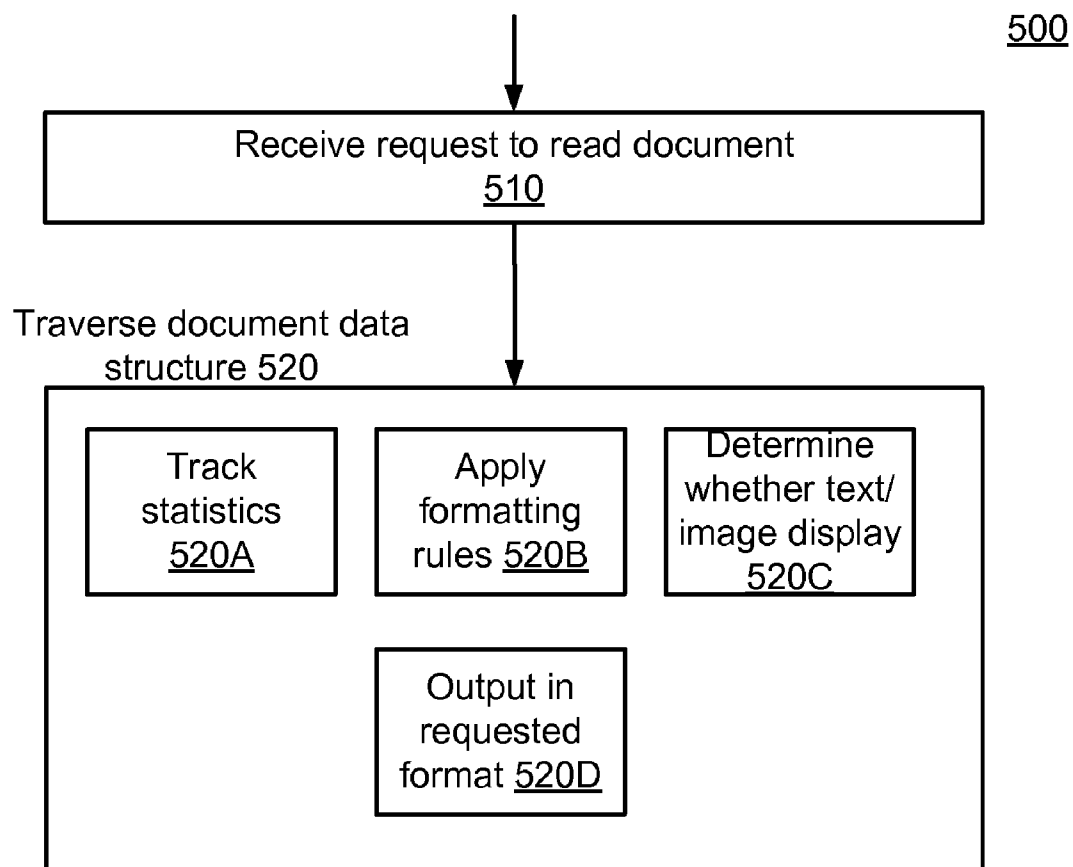 500
Receive request to read document
510
Traverse document data
structure 520
Track
statistics
520A
Apply
formatting
rules 520B
Determine
whether text/
image display
520C
Output in
requested
format 520D